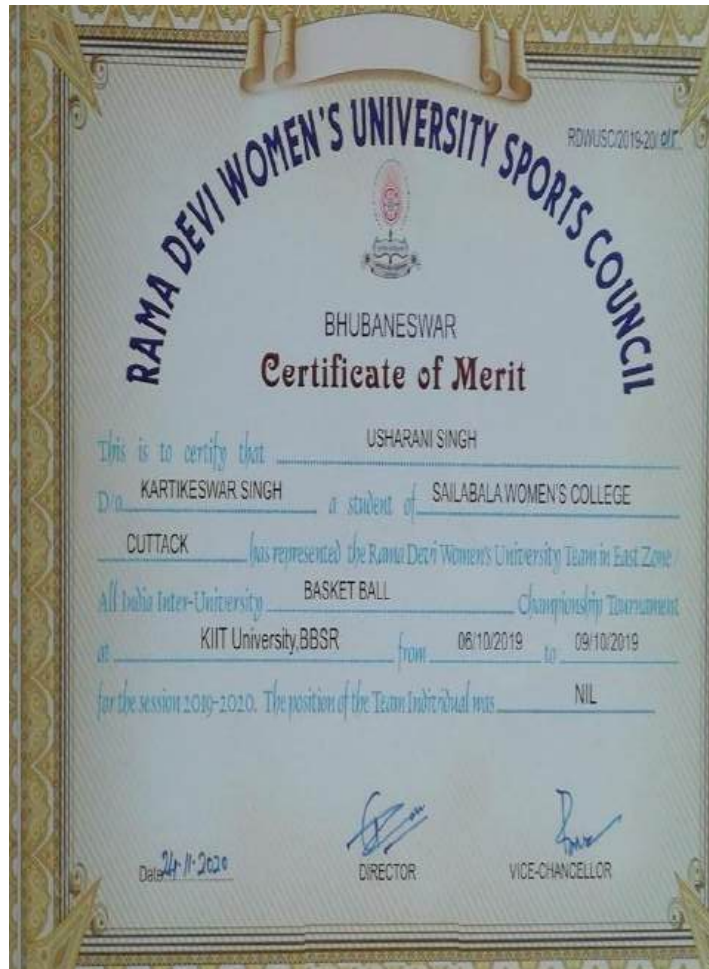 RDWUSC/2019-20/015
RAMA DEVI WOMEN'S UNIVERSITY SPORTS COUNCIL
BHUBANESWAR
Certificate of Merit
This is to certify that USHARANI SINGH
D/o. KARTIKESWAR SINGH a student of SAILABALA WOMEN'S COLLEGE
CUTTACK has represented the Rama Devi Women's University Team in East Zone/
All India Inter-University BASKET BALL Championship Tournament
at KIIT University,BBSR from 06/10/2019 to 09/10/2019
for the session 2019-2020. The position of the Team Individual was NIL
Date 24.11.2020
DIRECTOR
VICE-CHANCELLOR